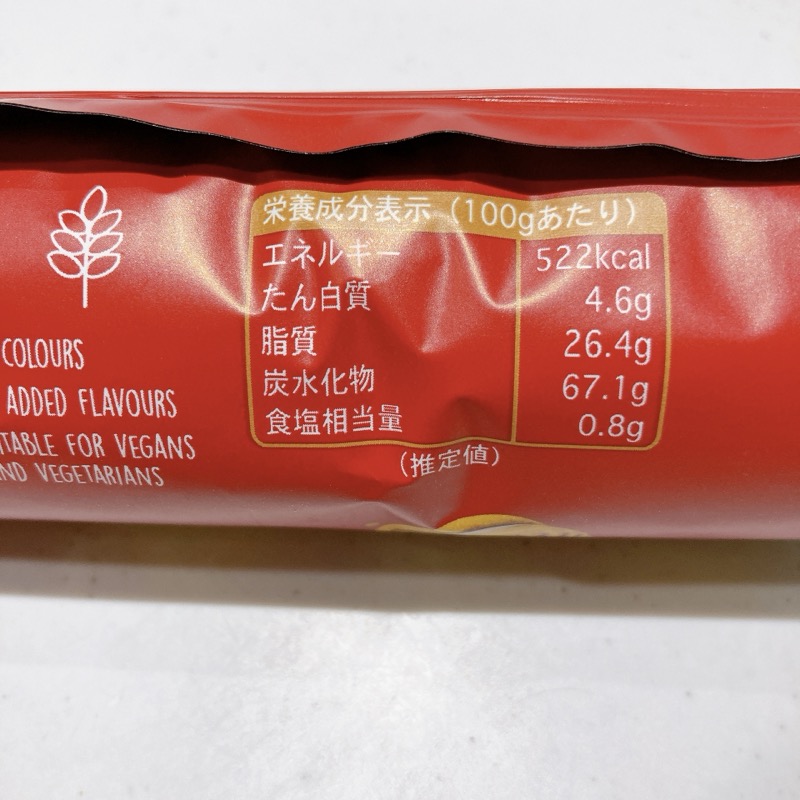 COLOURS
ADDED FLAVOURS
FOR VEGANS
VEGETARIANS
栄養成分表示(100gあたり)
エネルギー 522kcal
たん白質 4.6g
脂質 26.4g
炭水化物 67.1g
食塩相当量 0.8g
(推定値)